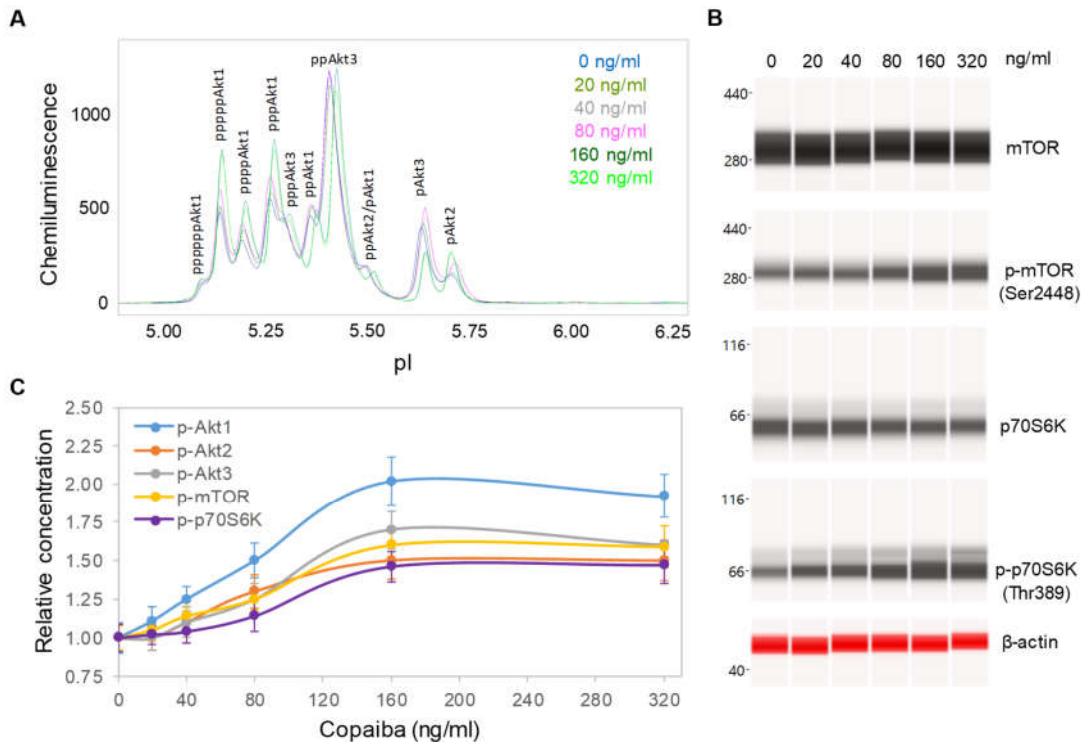 A
ppAkt3
pppppAkt1
pppAkt1
ppppAkt1
pppAkt3
ppAkt1
ppppppAkt1
ppAkt2/pAkt1
pAkt3
pAkt2
0 ng/ml
20 ng/ml
40 ng/ml
80 ng/ml
160 ng/ml
320 ng/ml
Chemiluminescence
1000
500
0
5.00 5.25 5.50 5.75 6.00 6.25
pI
B
0 20 40 80 160 320 ng/ml
440
280
mTOR
440
280
p-mTOR
(Ser2448)
116
66
p70S6K
116
66
p-p70S6K
(Thr389)
β-actin
40
C
2.50
2.25
2.00
1.75
1.50
1.25
1.00
0.75
Relative concentration
p-Akt1
p-Akt2
p-Akt3
p-mTOR
p-p70S6K
0 40 80 120 160 200 240 280 320
Copaiba (ng/ml)